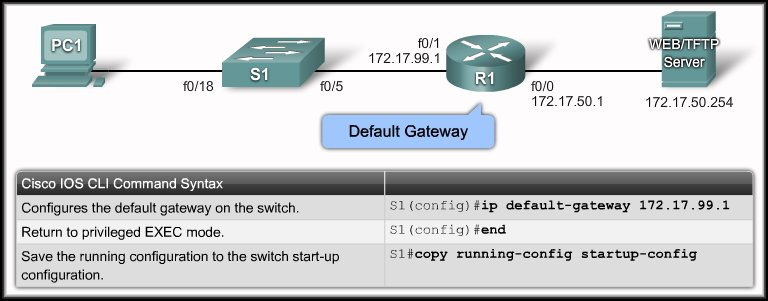 PC1
f0/18
S1
f0/5
f0/1
172.17.99.1
R1
f0/0
172.17.50.1
WEB/TFTP
Server
172.17.50.254
Default Gateway
Cisco IOS CLI Command Syntax
Configures the default gateway on the switch.
S1(config)#ip default-gateway 172.17.99.1
Return to privileged EXEC mode.
S1(config)#end
Save the running configuration to the switch start-up
configuration.
S1#copy running-config startup-config